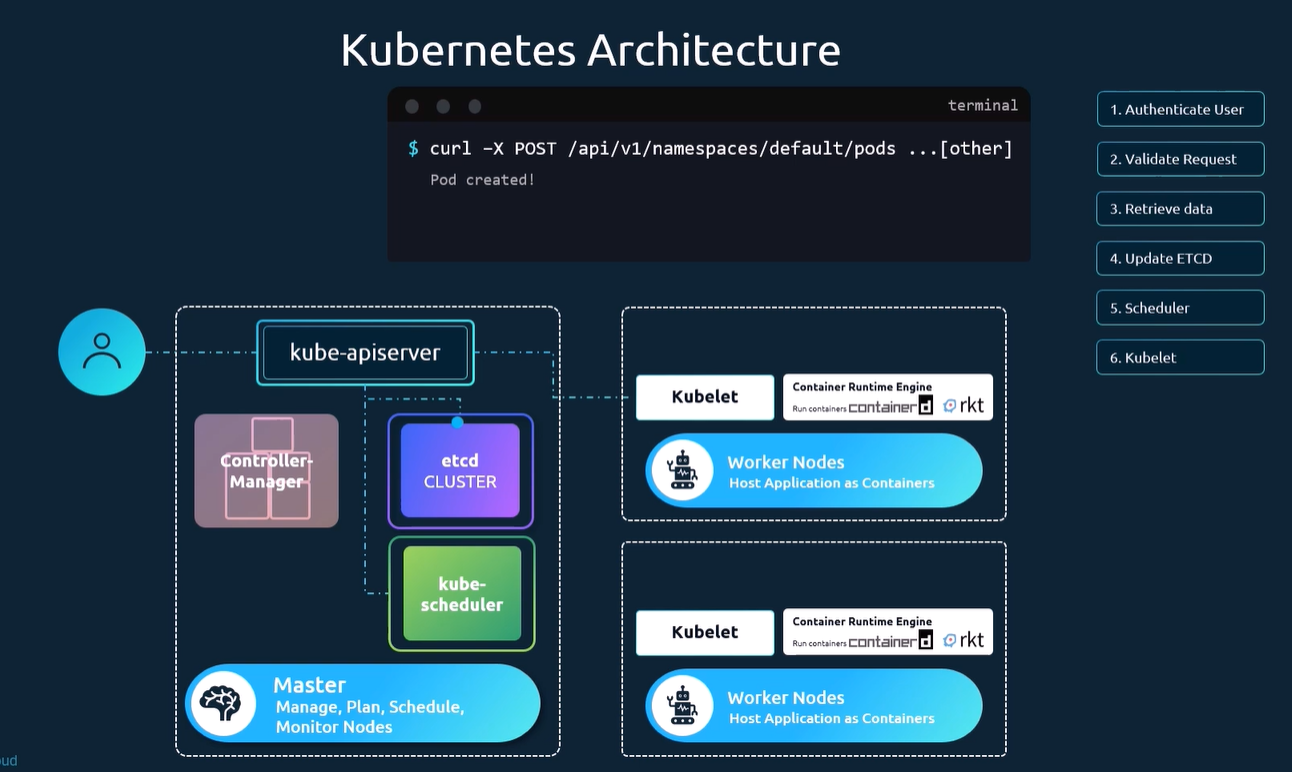 Kubernetes Architecture
terminal
$ curl –X POST /api/v1/namespaces/default/pods ...[other]
Pod created!
1. Authenticate User
2. Validate Request
3. Retrieve data
4. Update ETCD
5. Scheduler
6. Kubelet
kube-apiserver
Controller-
Manager
etcd
CLUSTER
kube-
scheduler
Master
Manage, Plan, Schedule,
Monitor Nodes
Kubelet
Container Runtime Engine
Run containers containerd rkt
Worker Nodes
Host Application as Containers
Kubelet
Container Runtime Engine
Run containers containerd rkt
Worker Nodes
Host Application as Containers